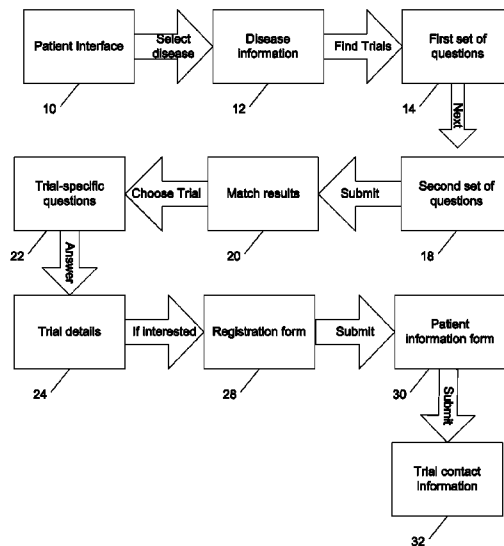 Patient Interface
Select
disease
Disease
information
Find Trials
First set of
questions
10
12
14
Next
Trial-specific
questions
Choose Trial
Match results
Submit
Second set of
questions
22
20
18
Answer
Trial details
If interested
Registration form
Submit
Patient
information form
24
28
30
Submit
Trial contact
information
32